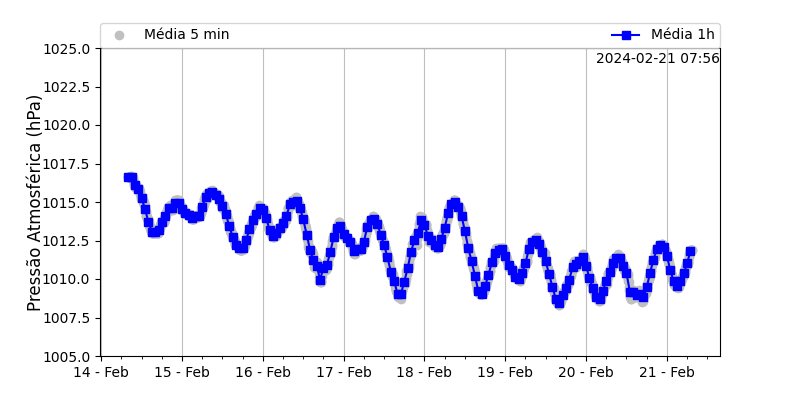 Média 5 min
Média 1h
2024-02-21 07:56
Pressão Atmosférica (hPa)
1025.0
1022.5
1020.0
1017.5
1015.0
1012.5
1010.0
1007.5
1005.0
14 - Feb
15 - Feb
16 - Feb
17 - Feb
18 - Feb
19 - Feb
20 - Feb
21 - Feb